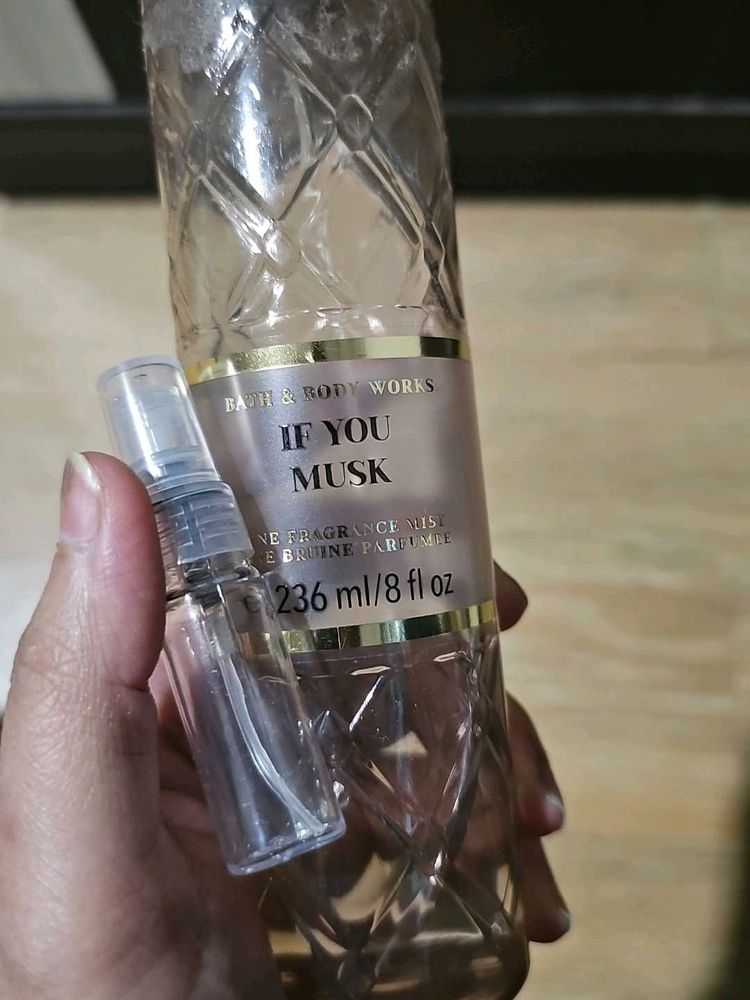 BATH & BODY WORKS
IF YOU
MUSK
NE FRAGRANCE MIST
E BRUINE PARFUMÉE
e 236 ml/8 fl oz